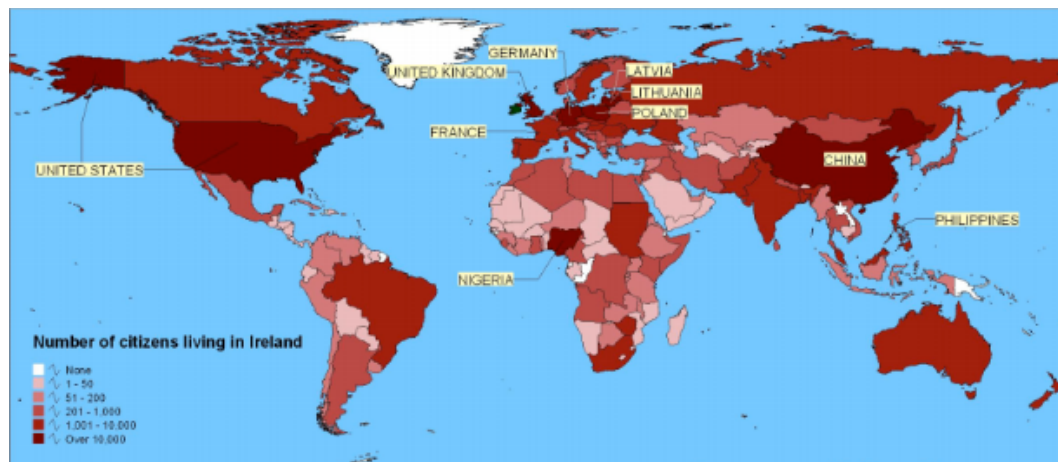 GERMANY
UNITED KINGDOM
LATVIA
LITHUANIA
POLAND
FRANCE
UNITED STATES
CHINA
PHILIPPINES
NIGERIA
Number of citizens living in Ireland
None
1 - 50
51 - 200
201 - 1,000
1,001 - 10,000
Over 10,000